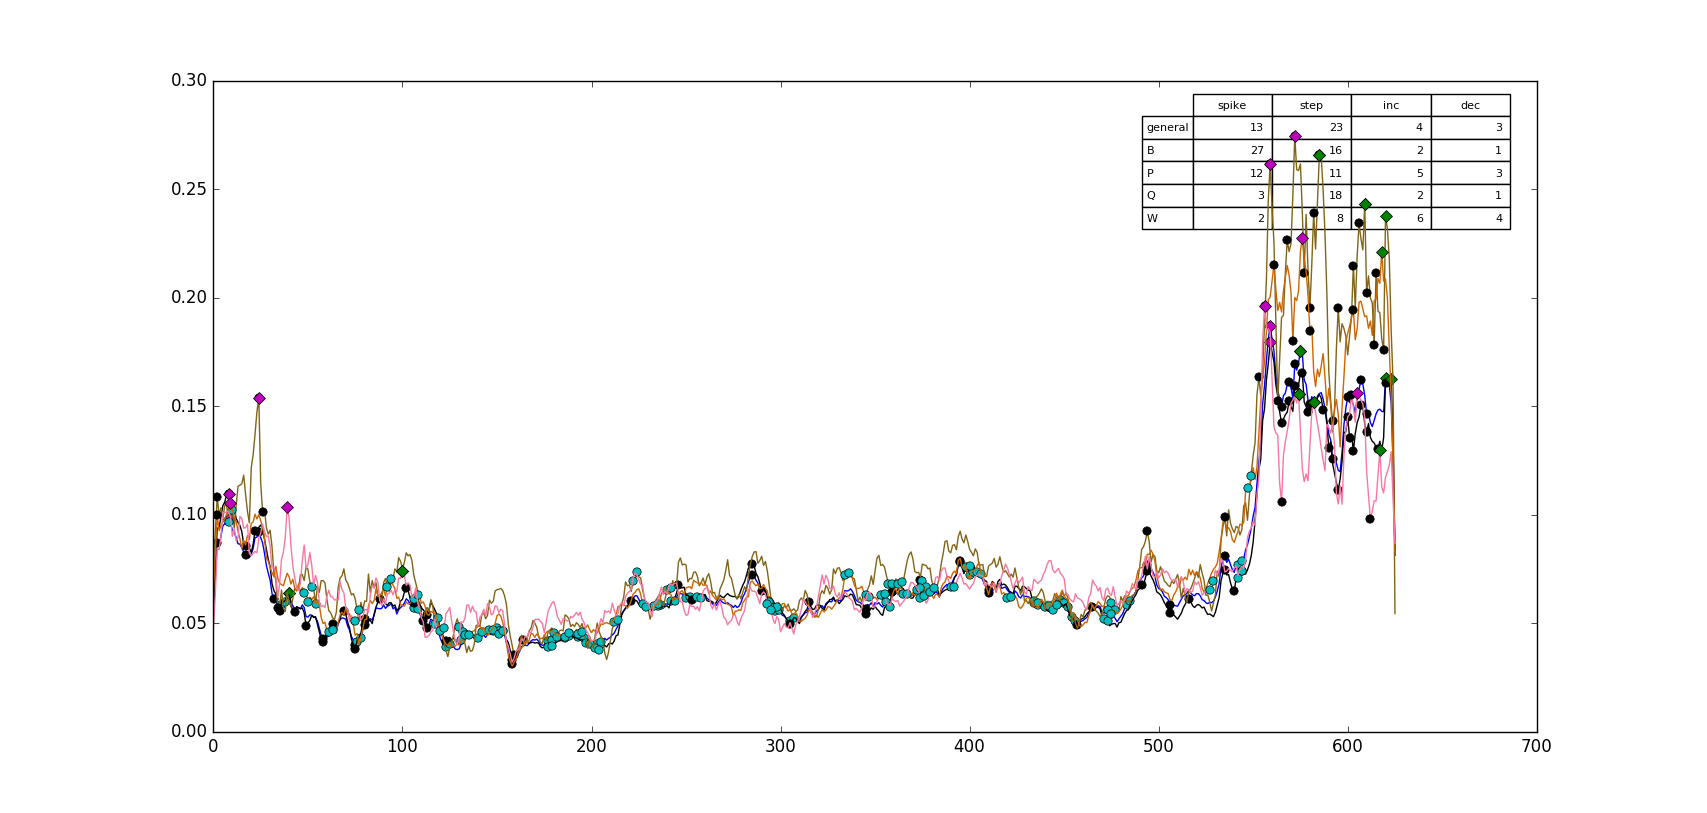 0.30
spike step inc dec
general 13 23 4 3
B 27 16 2 1
P 12 11 5 3
Q 3 18 2 1
W 2 8 6 4
0.25
0.20
0.15
0.10
0.05
0.00
0 100 200 300 400 500 600 700